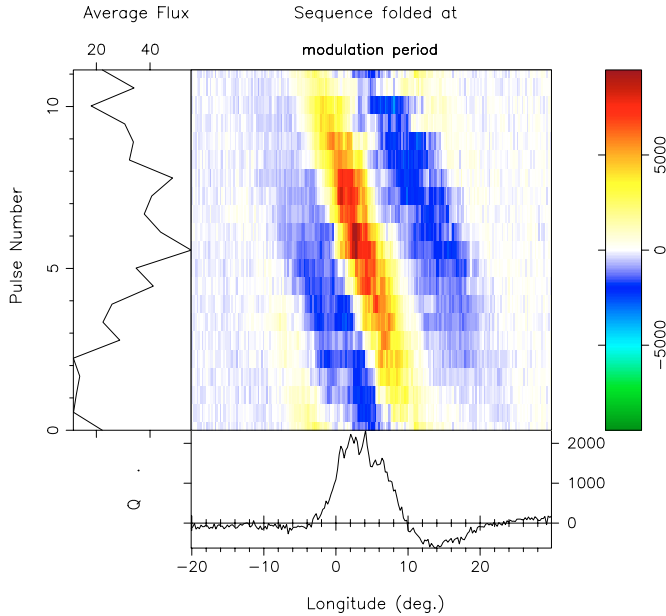 Average Flux
Sequence folded at
20 40
modulation period
10
5
0
Pulse Number
5000
0
−5000
2000
1000
0
Q
−20 −10 0 10 20
Longitude (deg.)